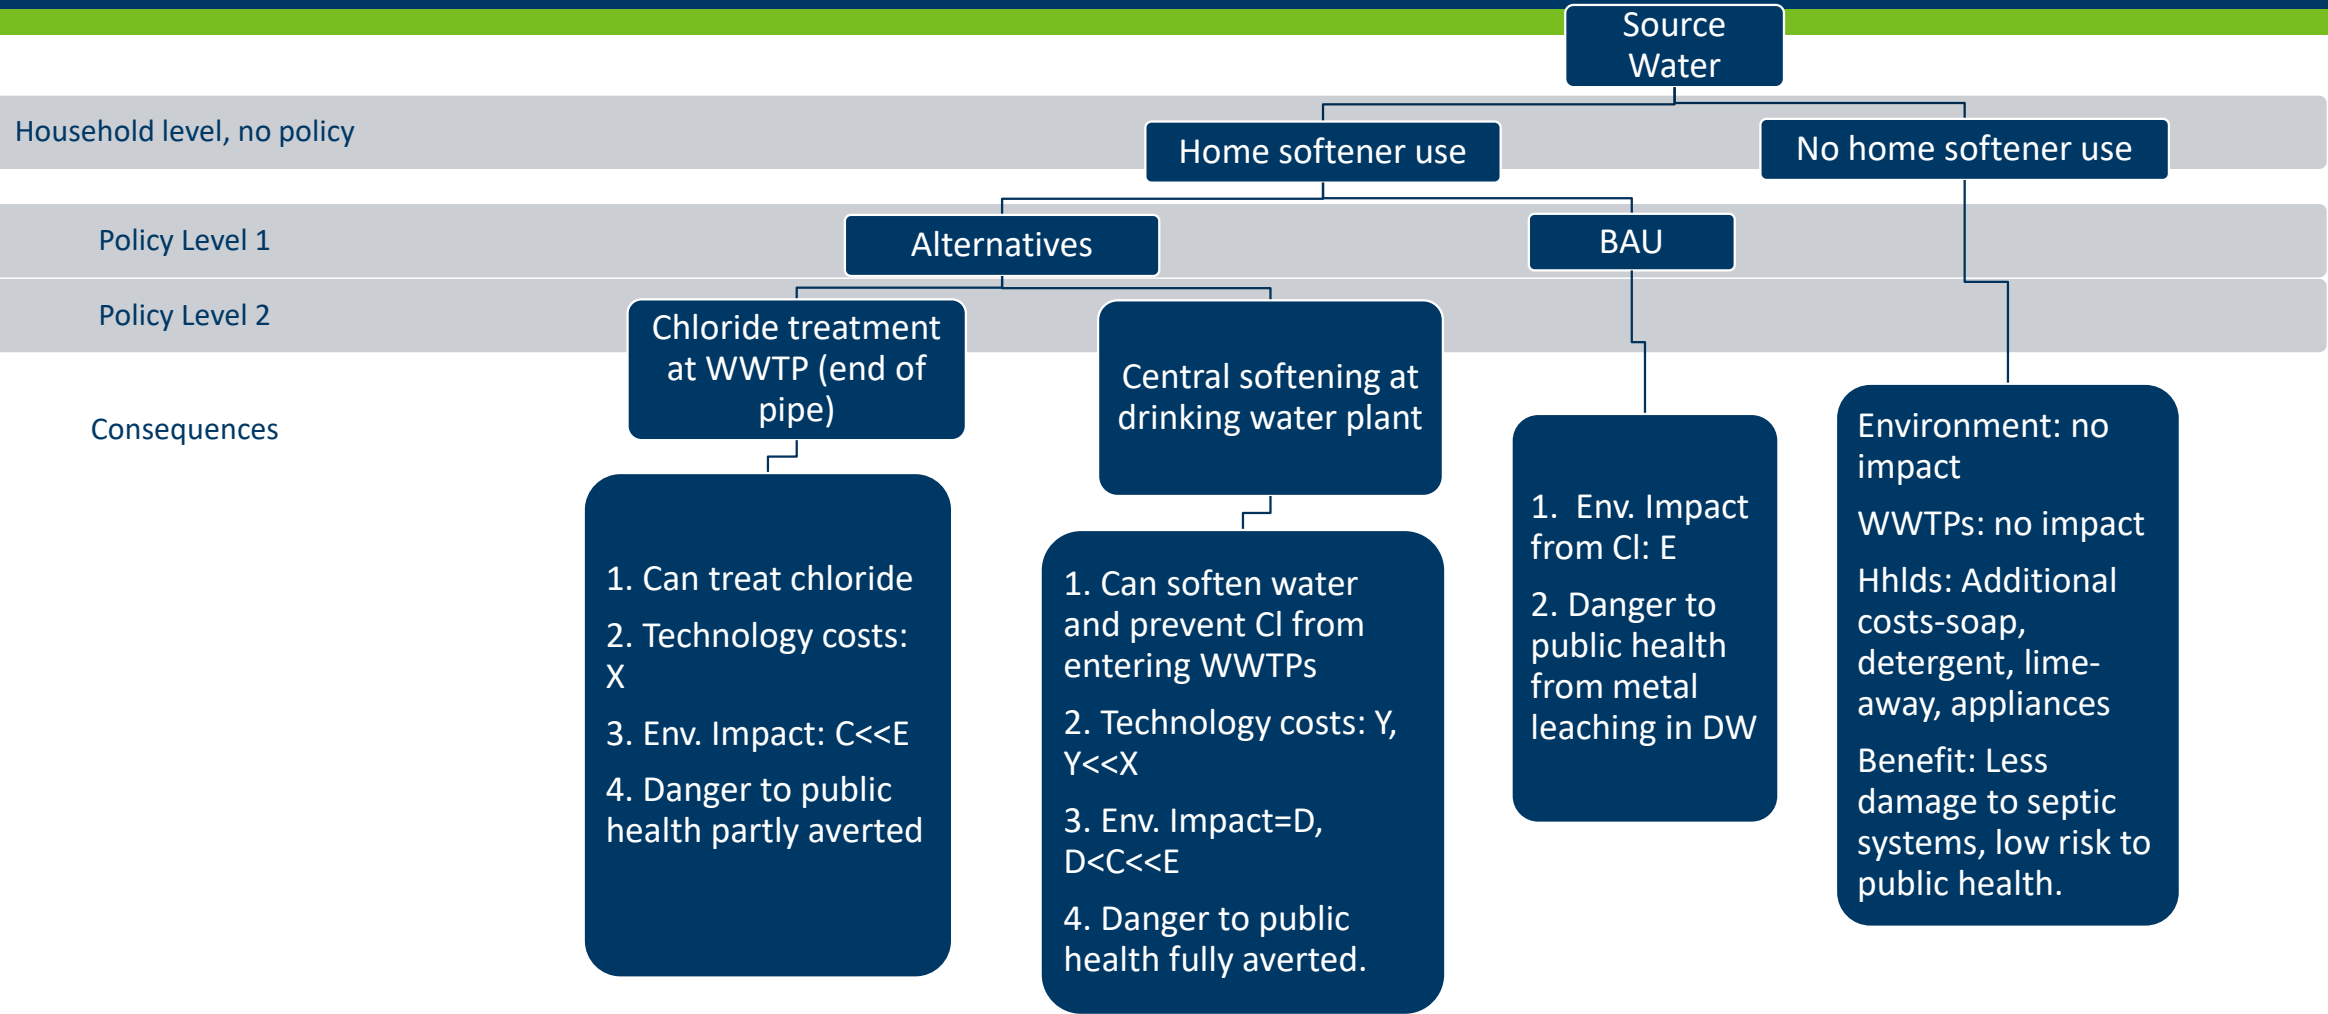 Source
Water
Household level, no policy
Home softener use
No home softener use
Policy Level 1
Alternatives
BAU
Policy Level 2
Chloride treatment
at WWTP (end of
pipe)
Central softening at
drinking water plant
Consequences
1. Can treat chloride
2. Technology costs:
X
3. Env. Impact: C<<E
4. Danger to public
health partly averted
1. Can soften water
and prevent Cl from
entering WWTPs
2. Technology costs: Y,
Y<<X
3. Env. Impact=D,
D<C<<E
4. Danger to public
health fully averted.
1. Env. Impact
from Cl: E
2. Danger to
public health
from metal
leaching in DW
Environment: no
impact
WWTPs: no impact
Hhlds: Additional
costs-soap,
detergent, lime-
away, appliances
Benefit: Less
damage to septic
systems, low risk to
public health.